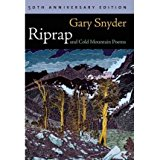 50TH ANNIVERSARY EDITION
Gary Snyder
Riprap
and Cold Mountain Poems